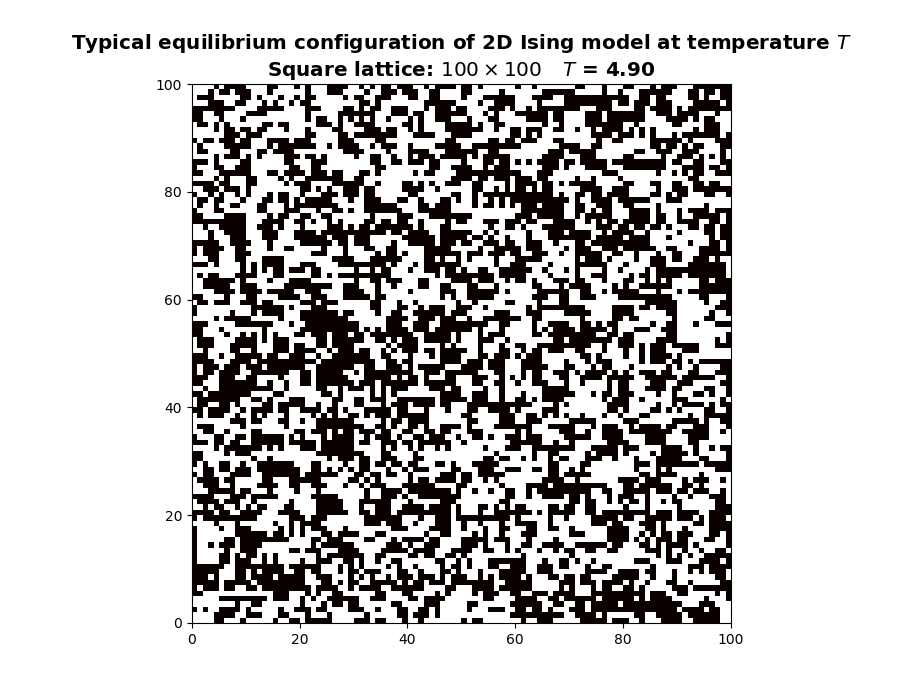 Typical equilibrium configuration of 2D Ising model at temperature T
Square lattice: 100 × 100 T = 4.90
100
80
60
40
20
0
0 20 40 60 80 100